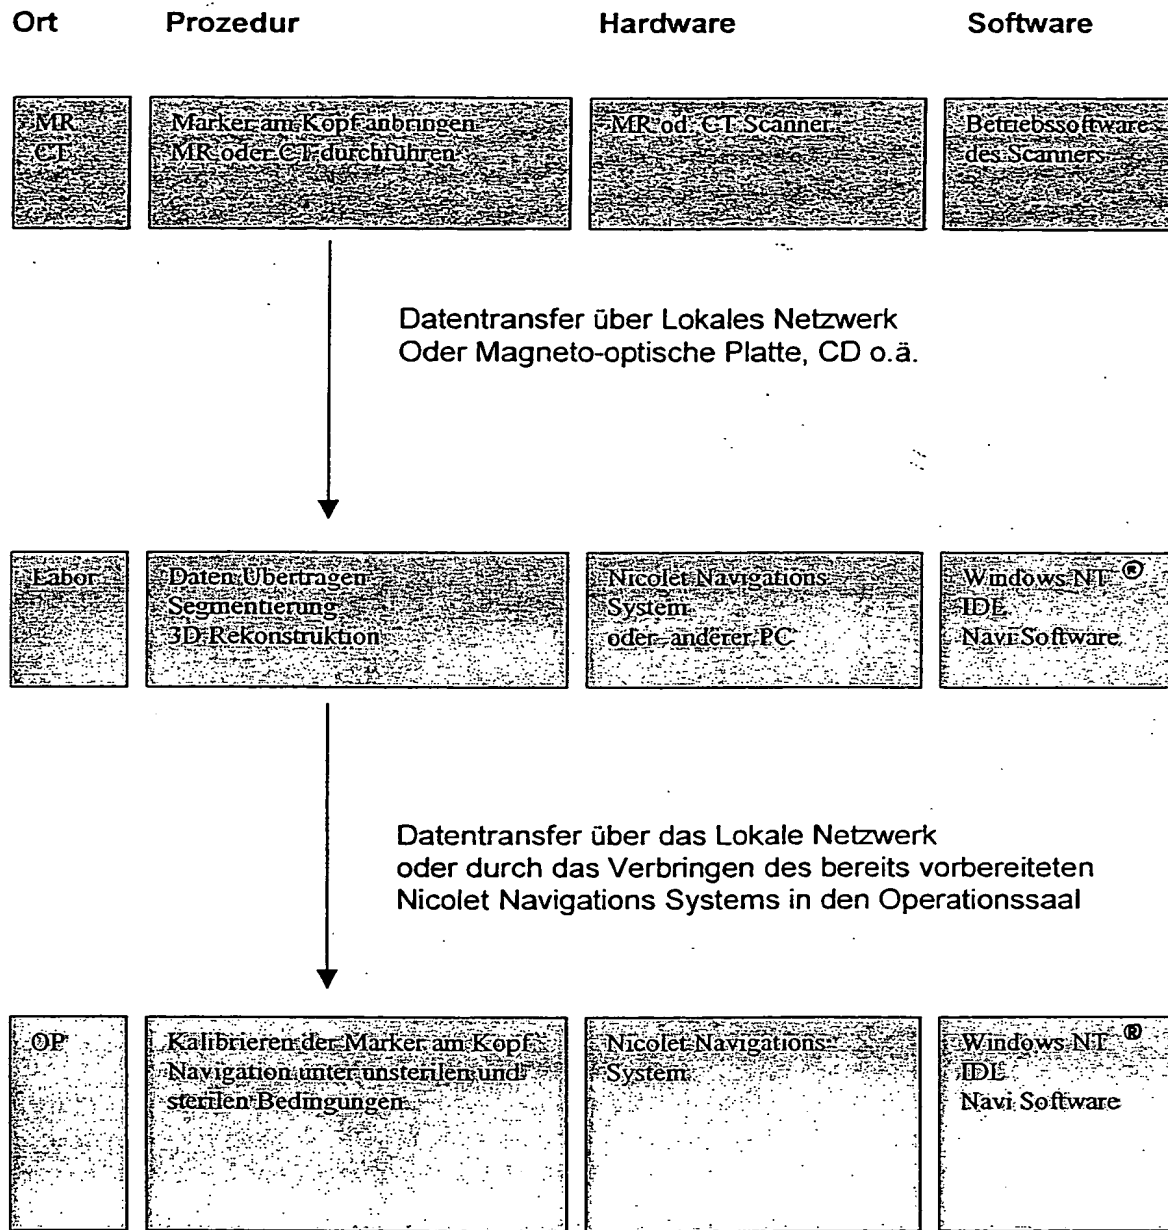 Ort Prozedur Hardware Software
MR
CT
Marker am Kopf anbringen
MR oder CT durchführen
MR od. CT Scanner
Betriebssoftware
des Scanners
Datentransfer über Lokales Netzwerk
Oder Magneto-optische Platte, CD o.ä.
Labor
Daten Übertragen
Segmentierung
3D Rekonstruktion
Nicolet Navigations
System
oder anderer PC
Windows NT ®
IDL
Navi Software
Datentransfer über das Lokale Netzwerk
oder durch das Verbringen des bereits vorbereiteten
Nicolet Navigations Systems in den Operationssaal
OP
Kalibrieren der Marker am Kopf
Navigation unter unsterilen und
sterilen Bedingungen
Nicolet Navigations
System
Windows NT ®
IDL
Navi Software